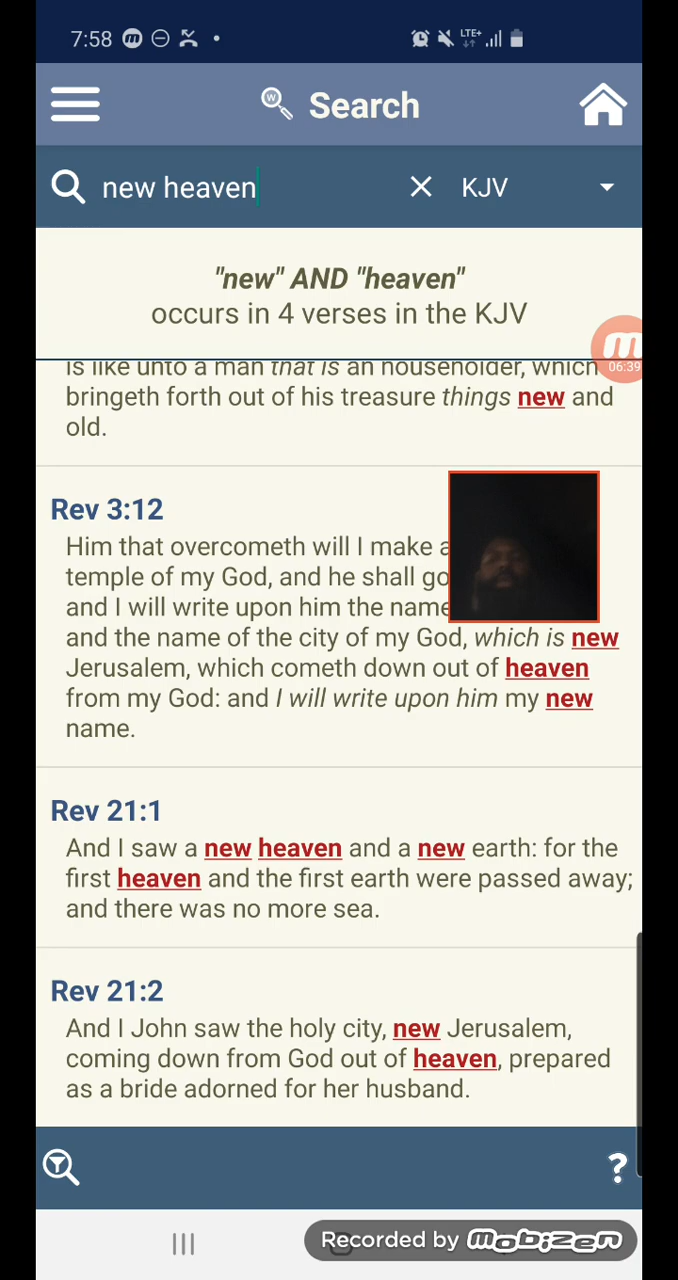 7:58
LTE+
Search
new heaven
KJV
"new" AND "heaven"
occurs in 4 verses in the KJV
06:39
is like unto a man that is an householder, which
bringeth forth out of his treasure things new and
old.
Rev 3:12
Him that overcometh will I make a
temple of my God, and he shall go
and I will write upon him the name
and the name of the city of my God, which is new
Jerusalem, which cometh down out of heaven
from my God: and I will write upon him my new
name.
Rev 21:1
And I saw a new heaven and a new earth: for the
first heaven and the first earth were passed away;
and there was no more sea.
Rev 21:2
And I John saw the holy city, new Jerusalem,
coming down from God out of heaven, prepared
as a bride adorned for her husband.
?
Recorded by mobizen